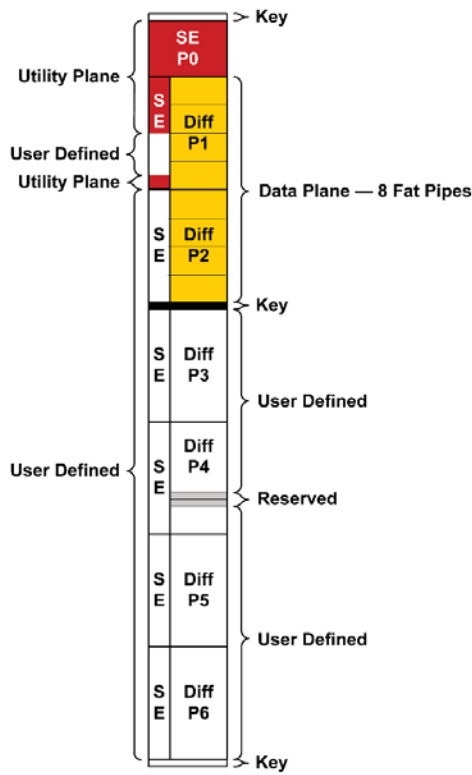 Key
SE
P0
Utility Plane
S
E
Diff
P1
User Defined
Utility Plane
Data Plane — 8 Fat Pipes
S
E
Diff
P2
Key
S
E
Diff
P3
User Defined
Diff
P4
User Defined
S
E
Reserved
S
E
Diff
P5
User Defined
S
E
Diff
P6
Key